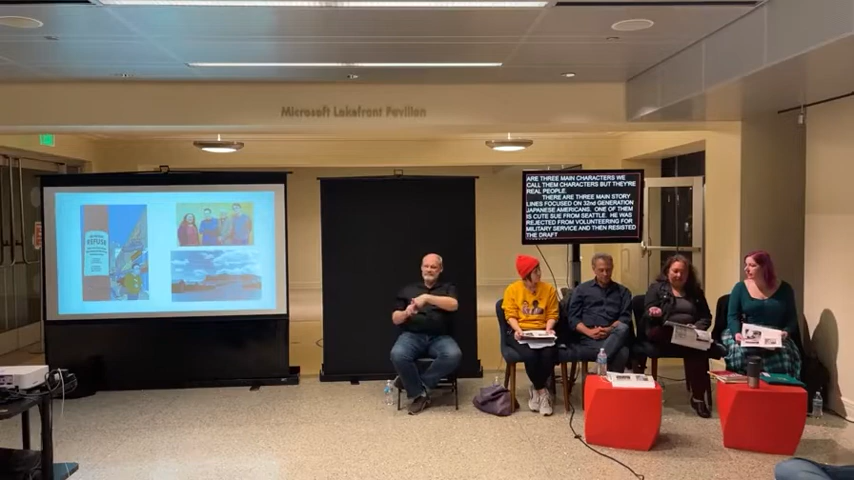 Microsoft Lakefront Pavilion
ARE THREE MAIN CHARACTERS WE
CALL THEM CHARACTERS BUT THEY'RE
REAL PEOPLE.
THERE ARE THREE MAIN STORY
LINES FOCUSED ON 32nd GENERATION
JAPANESE AMERICANS. ONE OF THEM
IS CUTE SUE FROM SEATTLE. HE WAS
REJECTED FROM VOLUNTEERING FOR
MILITARY SERVICE AND THEN RESISTED
THE DRAFT
REFUSE